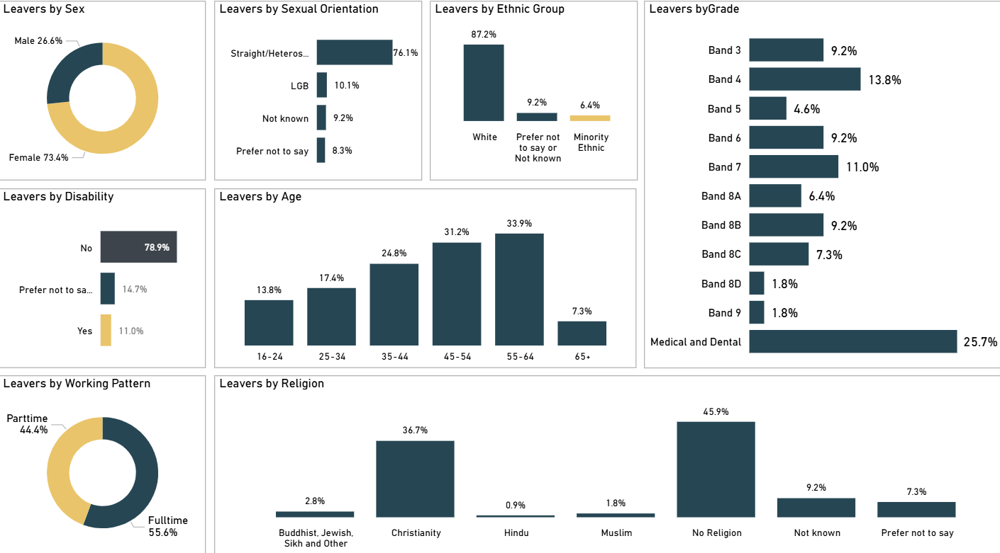 Leavers by Sex
Male 26.6%
Female 73.4%
Leavers by Sexual Orientation
Straight/Heteros...
76.1%
LGB
10.1%
Not known
9.2%
Prefer not to say
8.3%
Leavers by Ethnic Group
87.2%
9.2%
6.4%
White
Prefer not
to say or
Not known
Minority
Ethnic
Leavers byGrade
Band 3
9.2%
Band 4
13.8%
Band 5
4.6%
Band 6
9.2%
Band 7
11.0%
Band 8A
6.4%
Band 8B
9.2%
Band 8C
7.3%
Band 8D
1.8%
Band 9
1.8%
Medical and Dental
25.7%
Leavers by Disability
No
78.9%
Prefer not to sa...
14.7%
Yes
11.0%
Leavers by Age
13.8%
17.4%
24.8%
31.2%
33.9%
7.3%
16-24
25-34
35-44
45-54
55-64
65+
Leavers by Working Pattern
Parttime
44.4%
Fulltime
55.6%
Leavers by Religion
2.8%
36.7%
0.9%
1.8%
45.9%
9.2%
7.3%
Buddhist, Jewish,
Sikh and Other
Christianity
Hindu
Muslim
No Religion
Not known
Prefer not to say